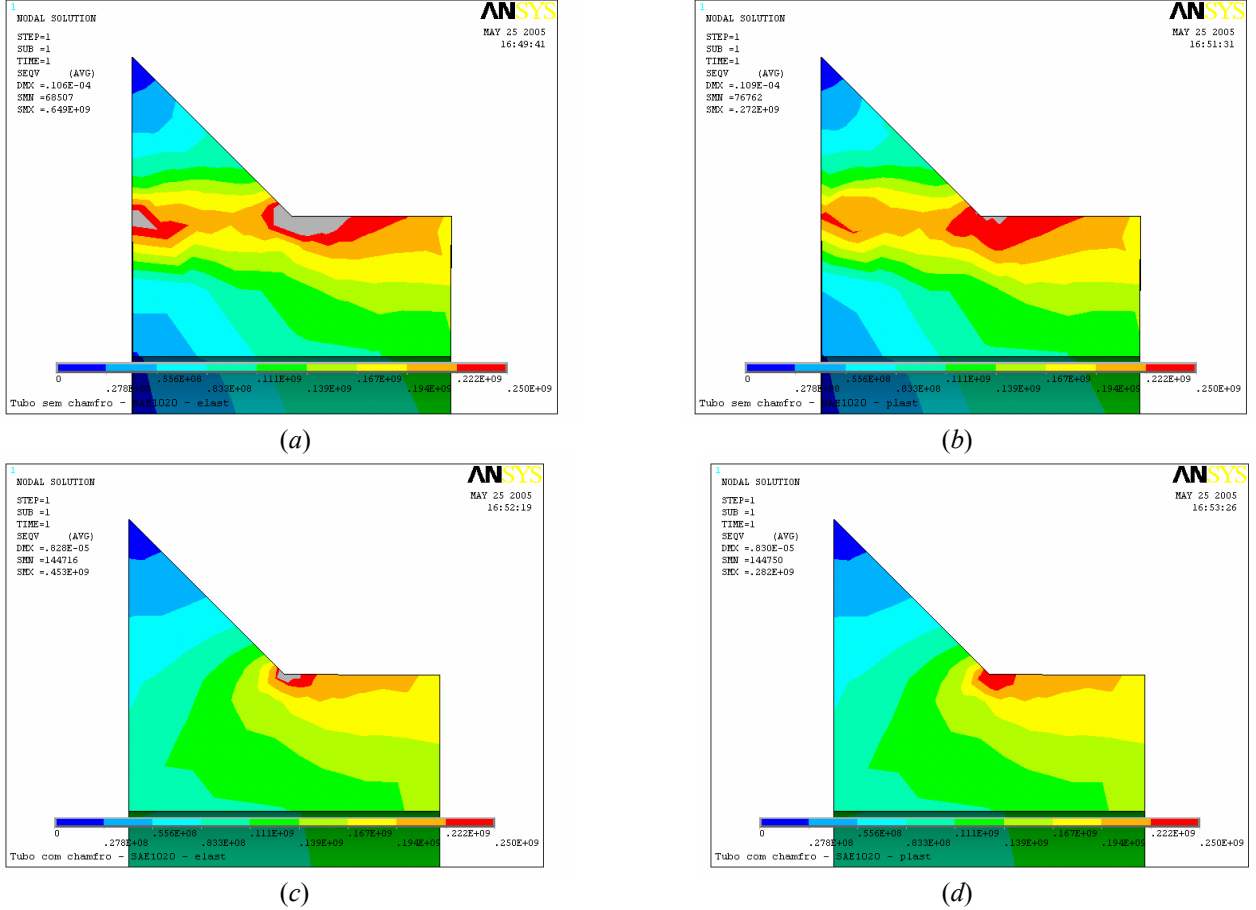 1
NODAL SOLUTION
STEP=1
SUB =1
TIME=1
SEQV (AVG)
DMX =.106E-04
SMN =68507
SMX =.649E+09
ANSYS
MAY 25 2005
16:49:41
0 .556E+08 .111E+09 .167E+09 .222E+09
.278E+08 .833E+08 .139E+09 .194E+09 .250E+09
Tubo sem chamfro - SAE1020 - elast
(a)
1
NODAL SOLUTION
STEP=1
SUB =1
TIME=1
SEQV (AVG)
DMX =.109E-04
SMN =76762
SMX =.272E+09
ANSYS
MAY 25 2005
16:51:31
0 .556E+08 .111E+09 .167E+09 .222E+09
.278E+08 .833E+08 .139E+09 .194E+09 .250E+09
Tubo sem chamfro - SAE1020 - plast
(b)
1
NODAL SOLUTION
STEP=1
SUB =1
TIME=1
SEQV (AVG)
DMX =.828E-05
SMN =144716
SMX =.453E+09
ANSYS
MAY 25 2005
16:52:19
0 .556E+08 .111E+09 .167E+09 .222E+09
.278E+08 .833E+08 .139E+09 .194E+09 .250E+09
Tubo com chamfro - SAE1020 - elast
(c)
1
NODAL SOLUTION
STEP=1
SUB =1
TIME=1
SEQV (AVG)
DMX =.830E-05
SMN =144750
SMX =.282E+09
ANSYS
MAY 25 2005
16:53:26
0 .556E+08 .111E+09 .167E+09 .222E+09
.278E+08 .833E+08 .139E+09 .194E+09 .250E+09
Tubo com chamfro - SAE1020 - plast
(d)